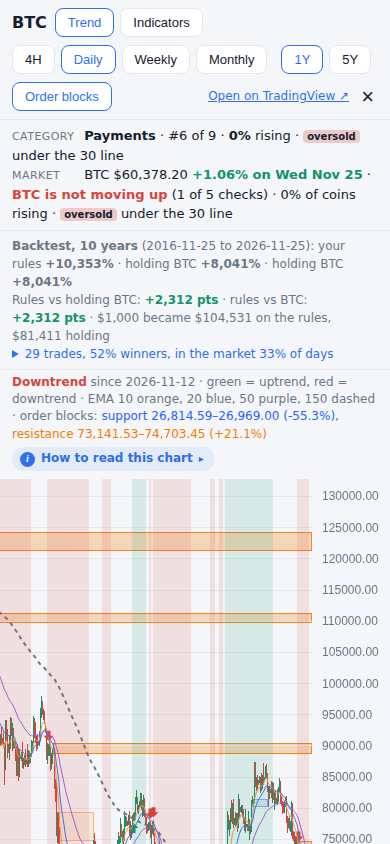 BTC Trend Indicators
4H Daily Weekly Monthly 1Y 5Y
Order blocks Open on TradingView ↗ ×
CATEGORY Payments · #6 of 9 · 0% rising · oversold
under the 30 line
MARKET BTC $60,378.20 +1.06% on Wed Nov 25 ·
BTC is not moving up (1 of 5 checks) · 0% of coins
rising · oversold under the 30 line
Backtest, 10 years (2016-11-25 to 2026-11-25): your
rules +10,353% · holding BTC +8,041% · holding BTC
+8,041%
Rules vs holding BTC: +2,312 pts · rules vs BTC:
+2,312 pts · $1,000 became $104,531 on the rules,
$81,411 holding
▶ 29 trades, 52% winners, in the market 33% of days
Downtrend since 2026-11-12 · green = uptrend, red =
downtrend · EMA 10 orange, 20 blue, 50 purple, 150 dashed
· order blocks: support 26,814.59–26,969.00 (-55.3%),
resistance 73,141.53–74,703.45 (+21.1%)
i How to read this chart ▸
130000.00
125000.00
120000.00
115000.00
110000.00
105000.00
100000.00
95000.00
90000.00
85000.00
80000.00
75000.00